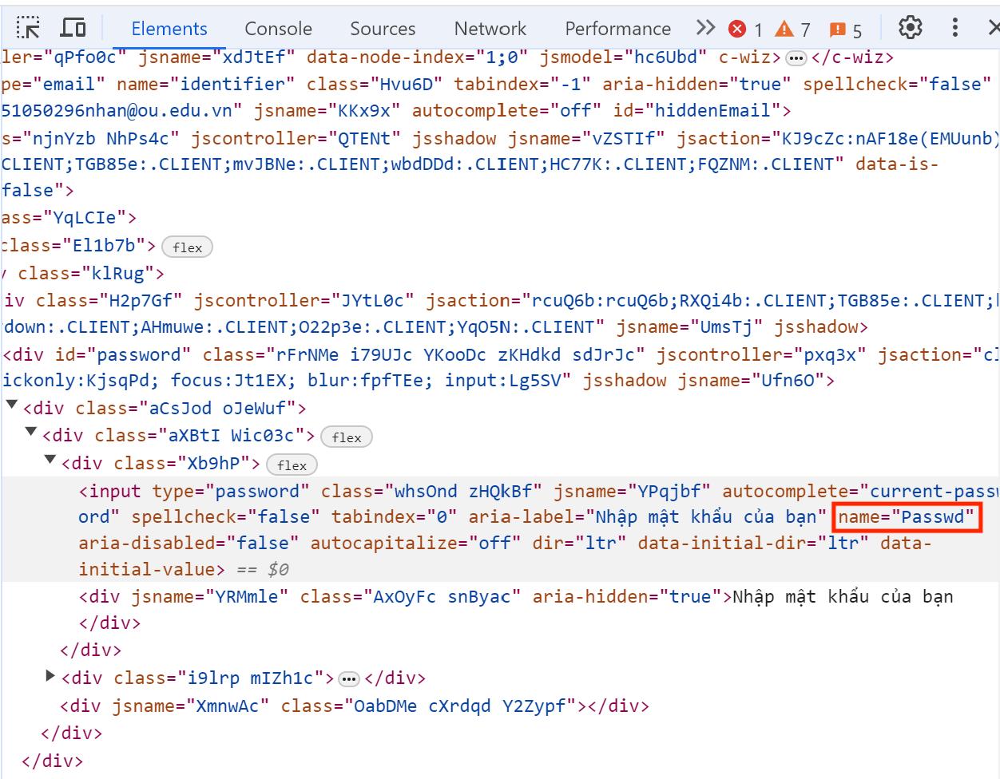 Elements Console Sources Network Performance 1 7 5
ler="qPfo0c" jsname="xdJtEf" data-node-index="1;0" jsmodel="hc6Ubd" c-wiz>…</c-wiz>
pe="email" name="identifier" class="Hvu6D" tabindex="-1" aria-hidden="true" spellcheck="false"
51050296nhan@ou.edu.vn" jsname="KKx9x" autocomplete="off" id="hiddenEmail">
s="njnYzb NhPs4c" jscontroller="QTENt" jsshadow jsname="vZSTIf" jsaction="KJ9cZc:nAF18e(EMUunb)
CLIENT;TGB85e:.CLIENT;mvJBNe:.CLIENT;wbdDDd:.CLIENT;HC77K:.CLIENT;FQZNM:.CLIENT" data-is-
false">
ass="YqLCIe">
class="El1b7b"> flex
class="klRug">
iv class="H2p7Gf" jscontroller="JYtL0c" jsaction="rcuQ6b:rcuQ6b;RXQi4b:.CLIENT;TGB85e:.CLIENT;
down:.CLIENT;AHmuwe:.CLIENT;O22p3e:.CLIENT;YqO5N:.CLIENT" jsname="UmsTj" jsshadow>
<div id="password" class="rFrNMe i79UJc YKooDc zKHdkd sdJrJc" jscontroller="pxq3x" jsaction="cl
ickonly:KjsqPd; focus:Jt1EX; blur:fpfTEe; input:Lg5SV" jsshadow jsname="Ufn6O">
<div class="aCsJod oJeWuf">
<div class="aXBtI Wic03c"> flex
<div class="Xb9hP"> flex
<input type="password" class="whsOnd zHQkBf" jsname="YPqjbf" autocomplete="current-passw
ord" spellcheck="false" tabindex="0" aria-label="Nhập mật khẩu của bạn" name="Passwd"
aria-disabled="false" autocapitalize="off" dir="ltr" data-initial-dir="ltr" data-
initial-value> == $0
<div jsname="YRMmle" class="AxOyFc snByac" aria-hidden="true">Nhập mật khẩu của bạn
</div>
</div>
<div class="i9lrp mIZh1c">…</div>
<div jsname="XmnwAc" class="OabDMe cXrdqd Y2Zypf"></div>
</div>
</div>